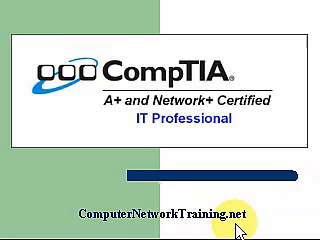 CompTIA®
A+ and Network+ Certified
IT Professional
ComputerNetworkTraining.net